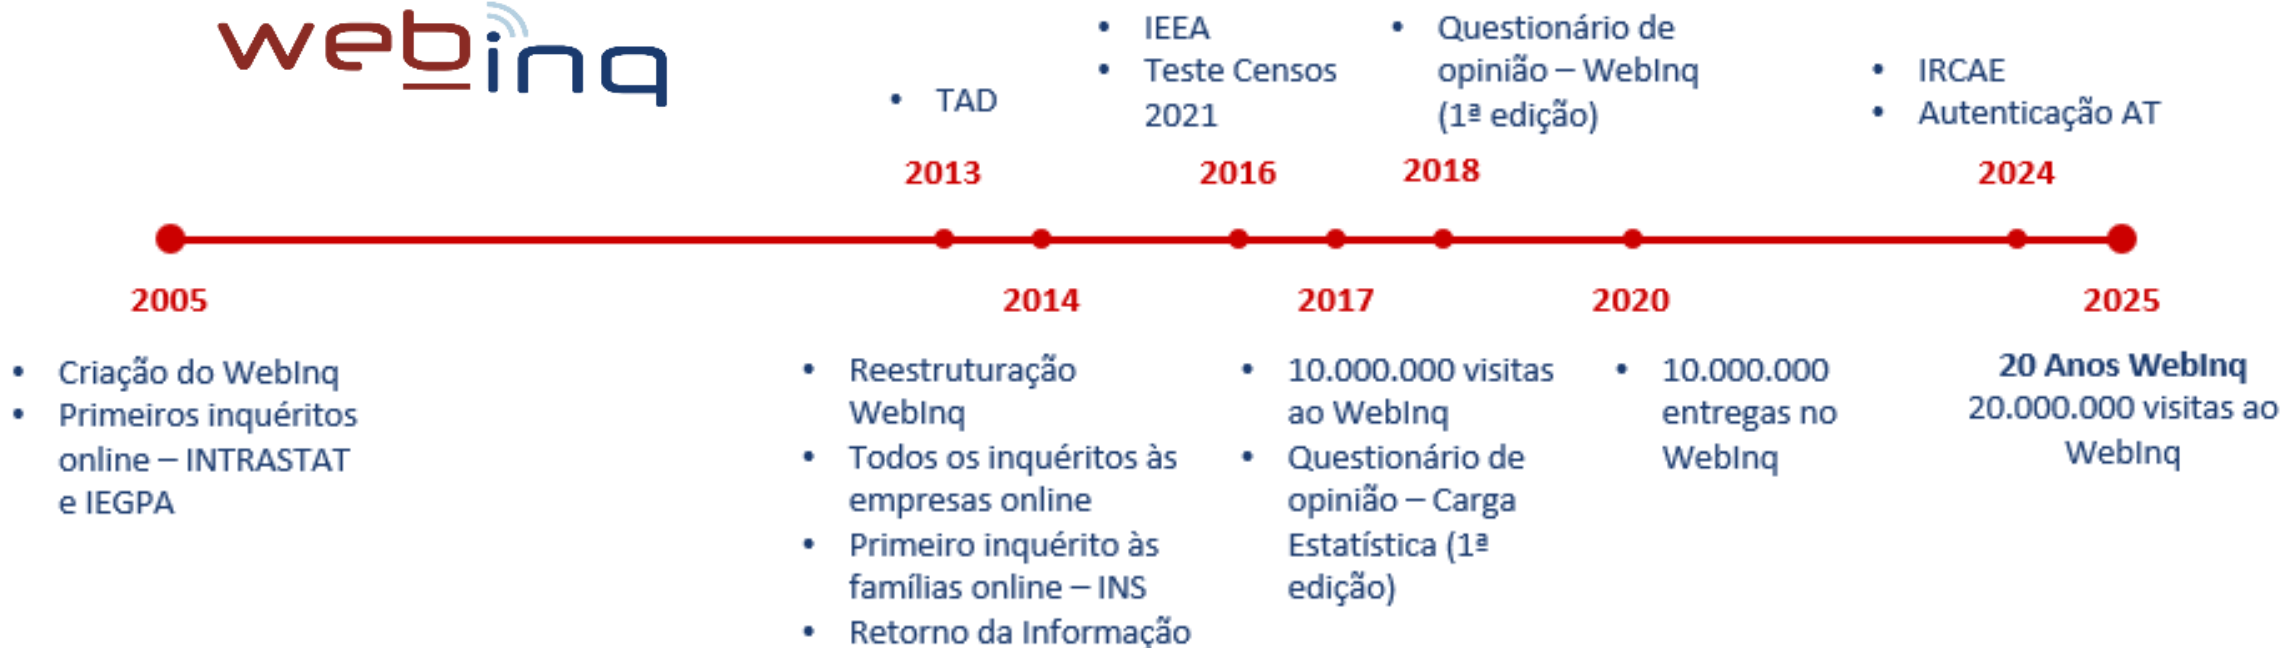 webinq
• TAD
2013
• IEEA
• Teste Censos
2021
2016
• Questionário de
opinião – WebInq
(1ª edição)
2018
• IRCAE
• Autenticação AT
2024
2005
• Criação do WebInq
• Primeiros inquéritos
online – INTRASTAT
e IEGPA
2014
• Reestruturação
WebInq
• Todos os inquéritos às
empresas online
• Primeiro inquérito às
famílias online – INS
• Retorno da Informação
2017
• 10.000.000 visitas
ao WebInq
• Questionário de
opinião – Carga
Estatística (1ª
edição)
2020
• 10.000.000
entregas no
WebInq
2025
20 Anos WebInq
20.000.000 visitas ao
WebInq